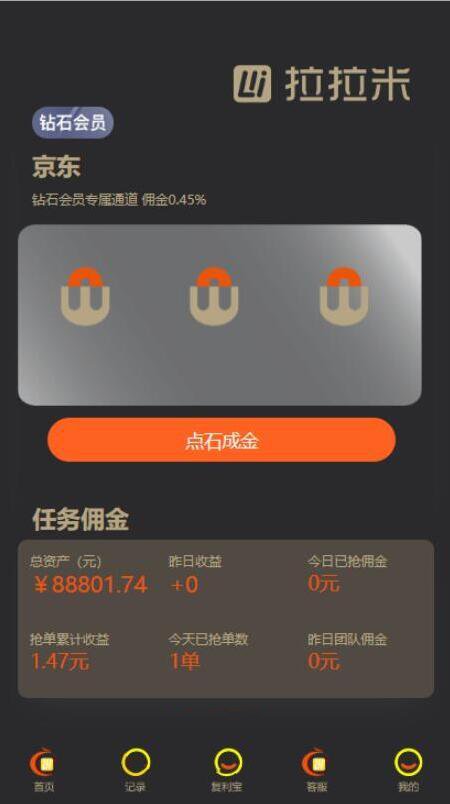 拉拉米
钻石会员
京东
钻石会员专属通道 佣金0.45%
点石成金
任务佣金
总资产（元） 昨日收益 今日已抢佣金
￥88801.74 +0 0元
抢单累计收益 今天已抢单数 昨日团队佣金
1.47元 1单 0元
首页 记录 复利宝 客服 我的